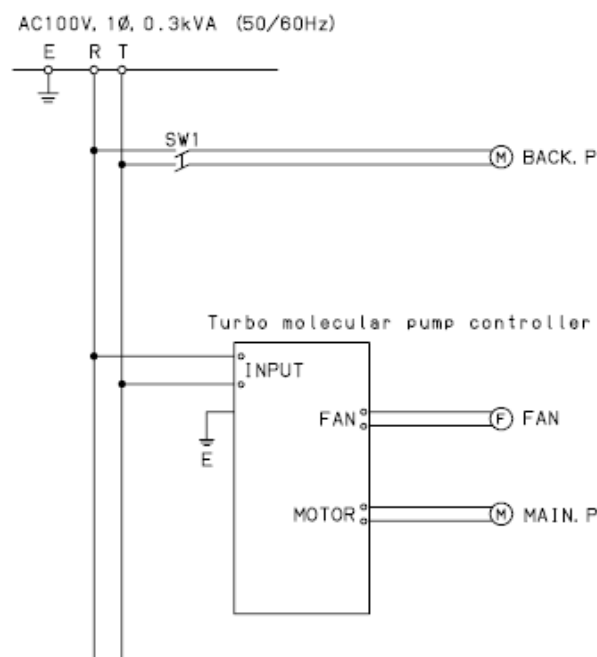 AC100V, 1Ø, 0.3kVA (50/60Hz)
E R T
SW1
M BACK. P
Turbo molecular pump controller
INPUT
FAN F FAN
E
MOTOR M MAIN. P